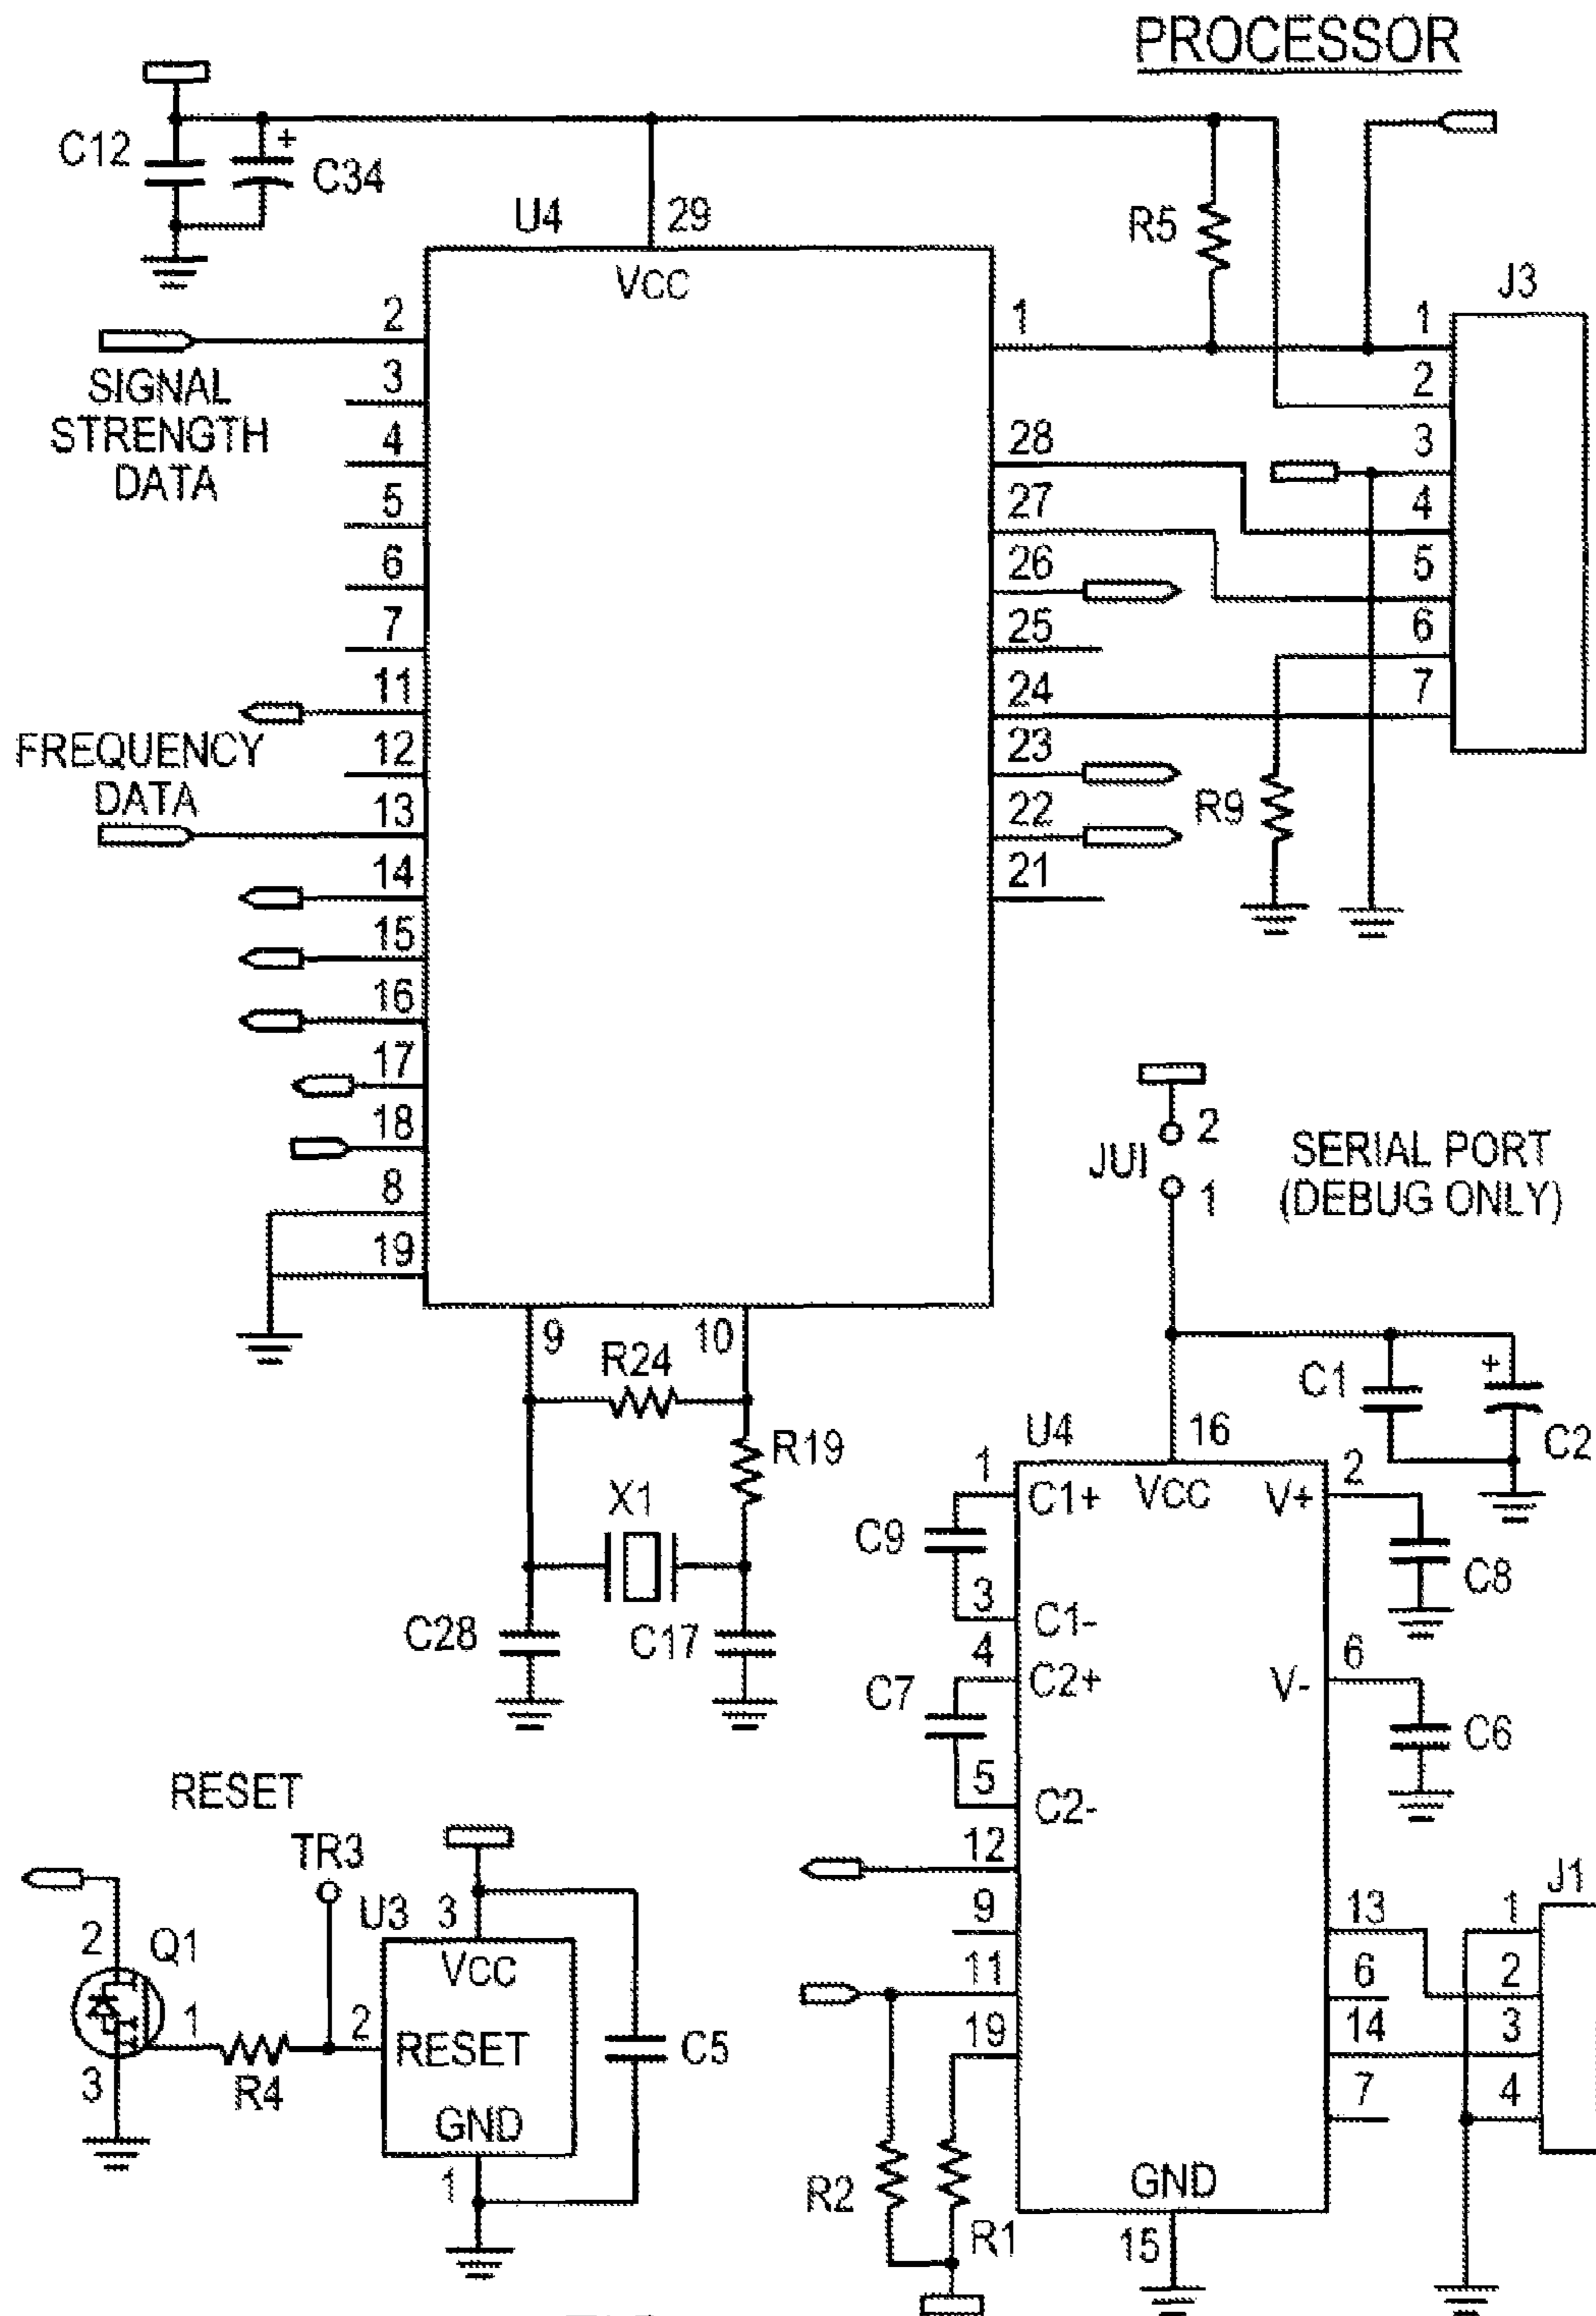 PROCESSOR
C12
+
C34
U4
29
VCC
R5
J3
2
SIGNAL
STRENGTH
DATA
3
4
5
6
7
11
FREQUENCY
DATA
12
13
14
15
16
17
18
8
19
1
28
27
26
25
24
23
22
21
1
2
3
4
5
6
7
R9
9
10
R24
R19
X1
C28
C17
2
JUI
1
SERIAL PORT
(DEBUG ONLY)
C1
+
C2
U4
16
1
C1+
VCC
V+
2
C9
C8
3
C1-
4
C2+
V-
6
C7
C6
5
C2-
12
9
11
19
13
6
14
7
J1
1
2
3
4
R2
R1
GND
15
RESET
TR3
U3
3
VCC
2
Q1
1
2
RESET
C5
3
R4
GND
1